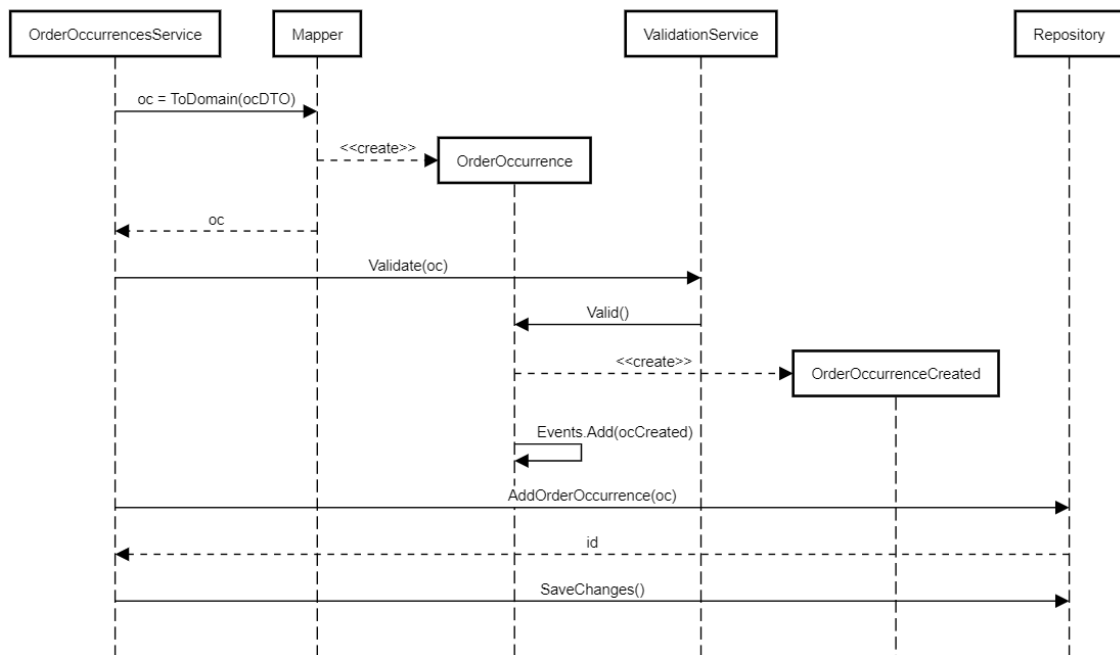 OrderOccurrencesService
Mapper
ValidationService
Repository
oc = ToDomain(ocDTO)
<<create>>
OrderOccurrence
oc
Validate(oc)
Valid()
<<create>>
OrderOccurrenceCreated
Events.Add(ocCreated)
AddOrderOccurrence(oc)
id
SaveChanges()